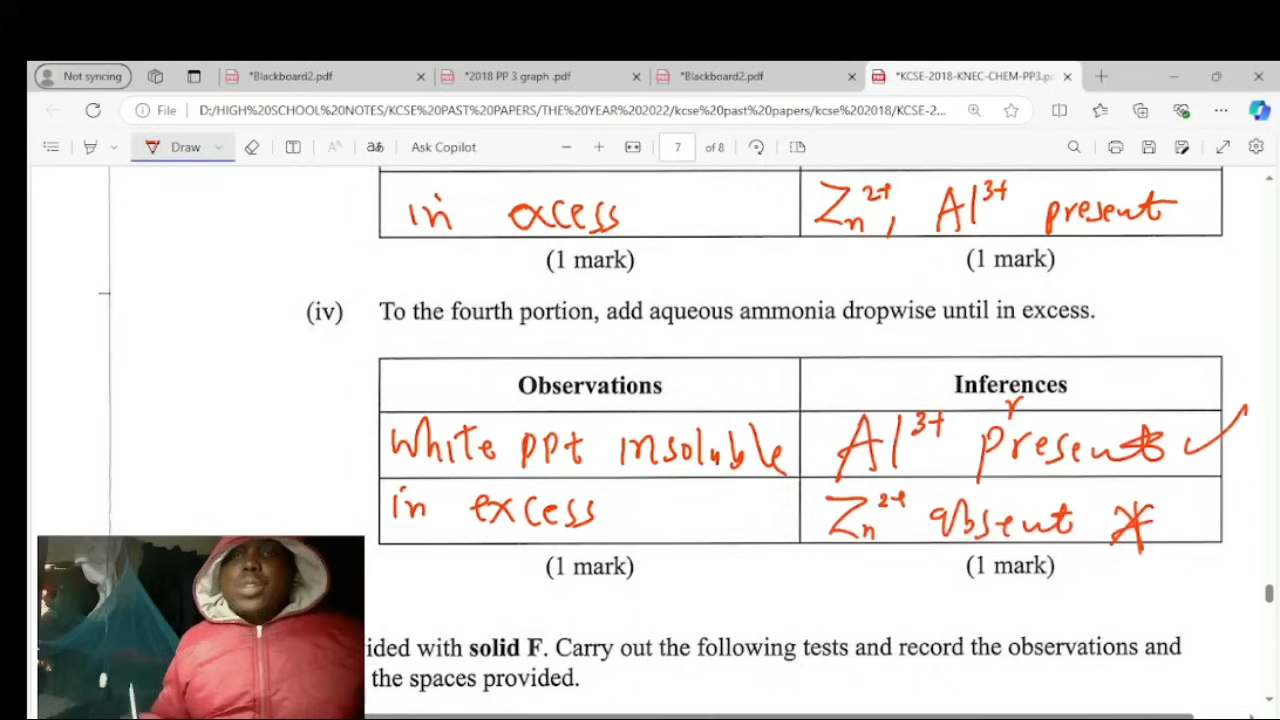 Not syncing
*Blackboard2.pdf
*2018 PP 3 graph .pdf
*Blackboard2.pdf
*KCSE-2018-KNEC-CHEM-PP3.p
File
D:/HIGH%20SCHOOL%20NOTES/KCSE%20PAST%20PAPERS/THE%20YEAR%202022/kcse%20past%20papers/kcse%202018/KCSE-2...
Draw
aあ
Ask Copilot
7 of 8
in excess
Zn2+, Al3+ present
(1 mark)
(1 mark)
(iv) To the fourth portion, add aqueous ammonia dropwise until in excess.
Observations
Inferences
White ppt insoluble
Al3+ present ✓
in excess
Zn2+ absent
(1 mark)
(1 mark)
ided with solid F. Carry out the following tests and record the observations and
the spaces provided.